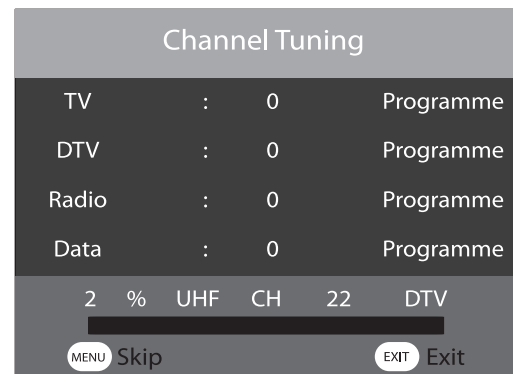 Channel Tuning
TV : 0 Programme
DTV : 0 Programme
Radio : 0 Programme
Data : 0 Programme
2 % UHF CH 22 DTV
MENU Skip EXIT Exit